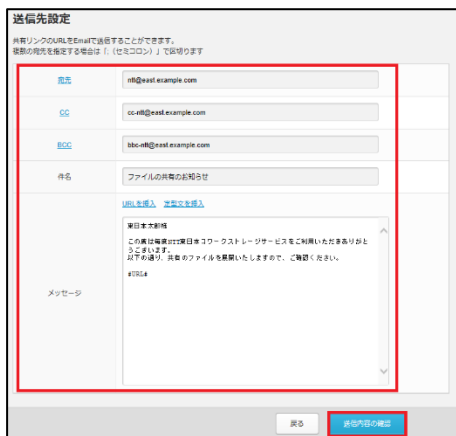 送信先設定
共有リンクのURLをEmailで送信することができます。
複数の宛先を指定する場合は「;（セミコロン）」で区切ります
宛先
ntt@east.example.com
CC
cc-ntt@east.example.com
BCC
bbc-ntt@east.example.com
件名
ファイルの共有のお知らせ
URLを挿入 定型文を挿入
メッセージ
東日本太郎様
この度は毎度NTT東日本コワークストレージサービスをご利用いただきありがと
うございます。
以下の通り、共有のファイルを展開いたしますので、ご確認ください。
#URL#
戻る 送信内容の確認